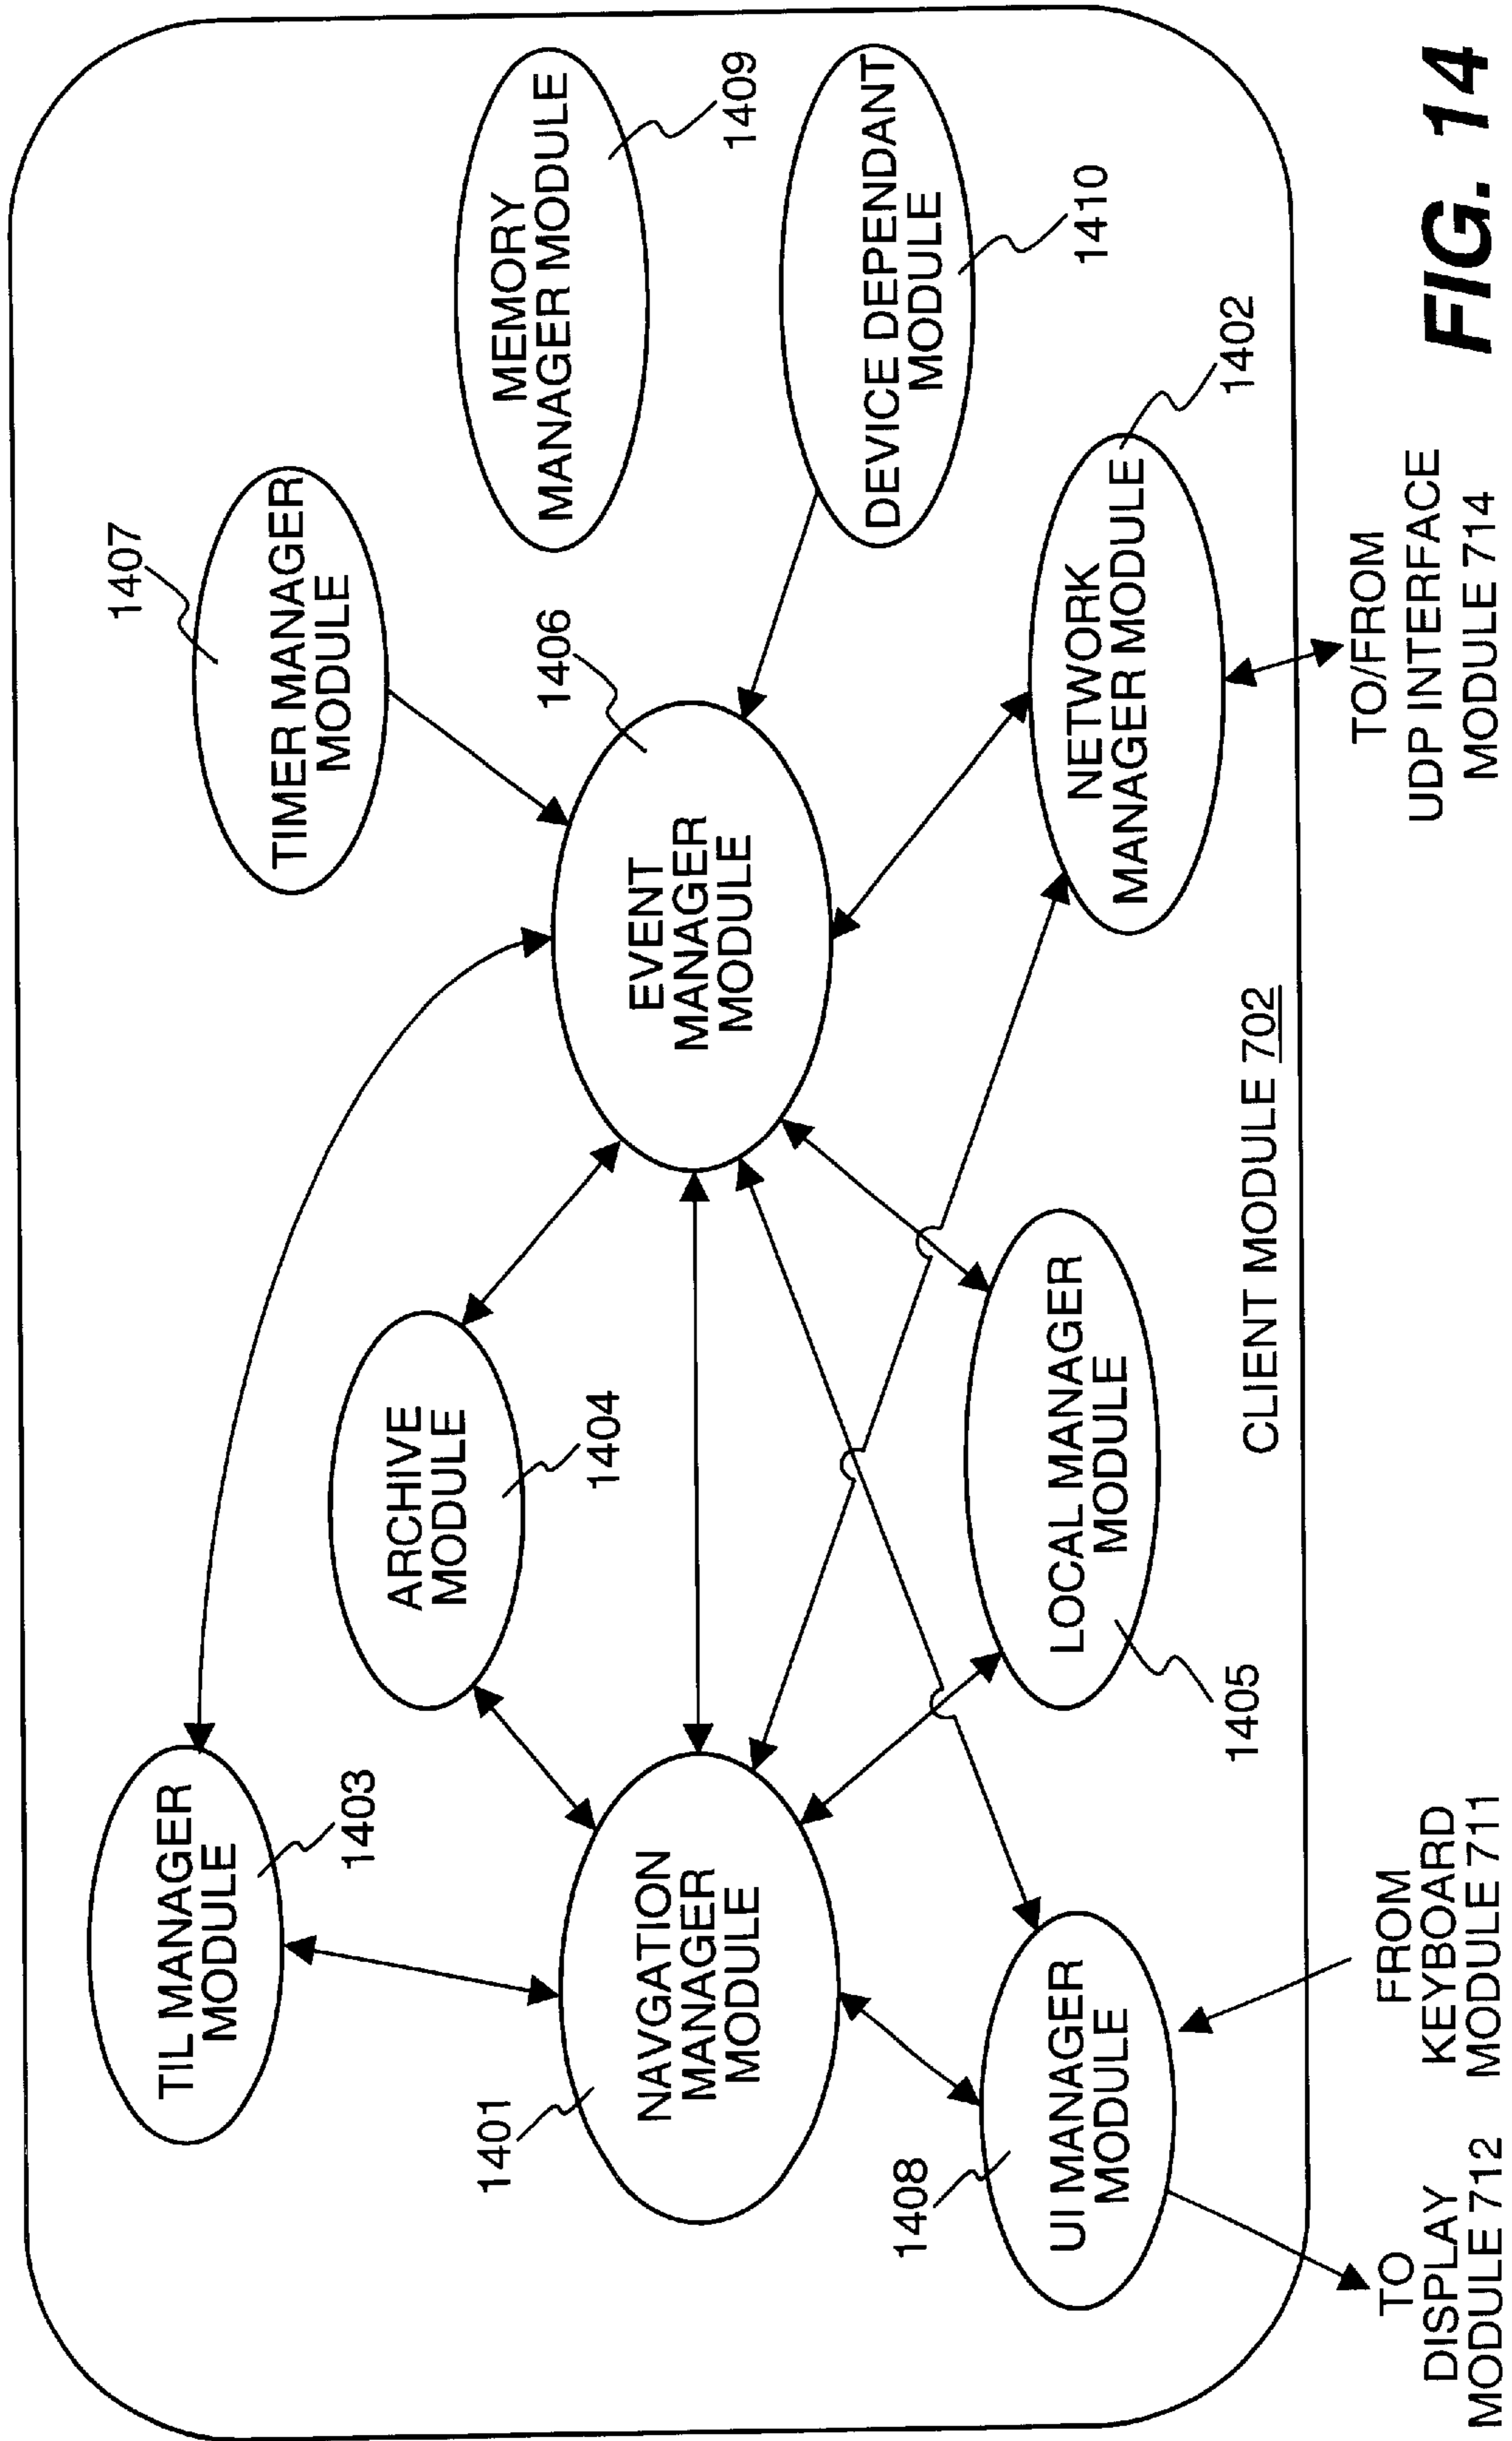 TIL MANAGER
MODULE
1403
1407
TIMER MANAGER
MODULE
ARCHIVE
MODULE
1404
MEMORY
MANAGER MODULE
1409
1401
NAVGATION
MANAGER
MODULE
1406
EVENT
MANAGER
MODULE
DEVICE DEPENDANT
MODULE
1410
1408
UI MANAGER
MODULE
LOCAL MANAGER
MODULE
1405
NETWORK
MANAGER MODULE
1402
CLIENT MODULE 702
TO
DISPLAY
MODULE 712
FROM
KEYBOARD
MODULE 711
TO/FROM
UDP INTERFACE
MODULE 714
FIG. 14